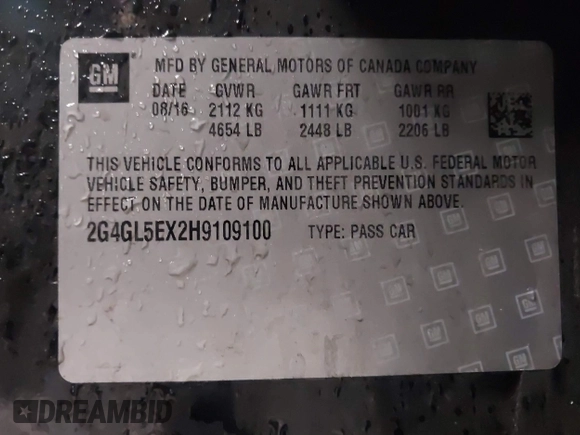 GM
MFD BY GENERAL MOTORS OF CANADA COMPANY
DATE GVWR GAWR FRT GAWR RR
08/16 2112 KG 1111 KG 1001 KG
4654 LB 2448 LB 2206 LB
THIS VEHICLE CONFORMS TO ALL APPLICABLE U.S. FEDERAL MOTOR
VEHICLE SAFETY, BUMPER, AND THEFT PREVENTION STANDARDS IN
EFFECT ON THE DATE OF MANUFACTURE SHOWN ABOVE.
2G4GL5EX2H9109100 TYPE: PASS CAR
DREAMBID